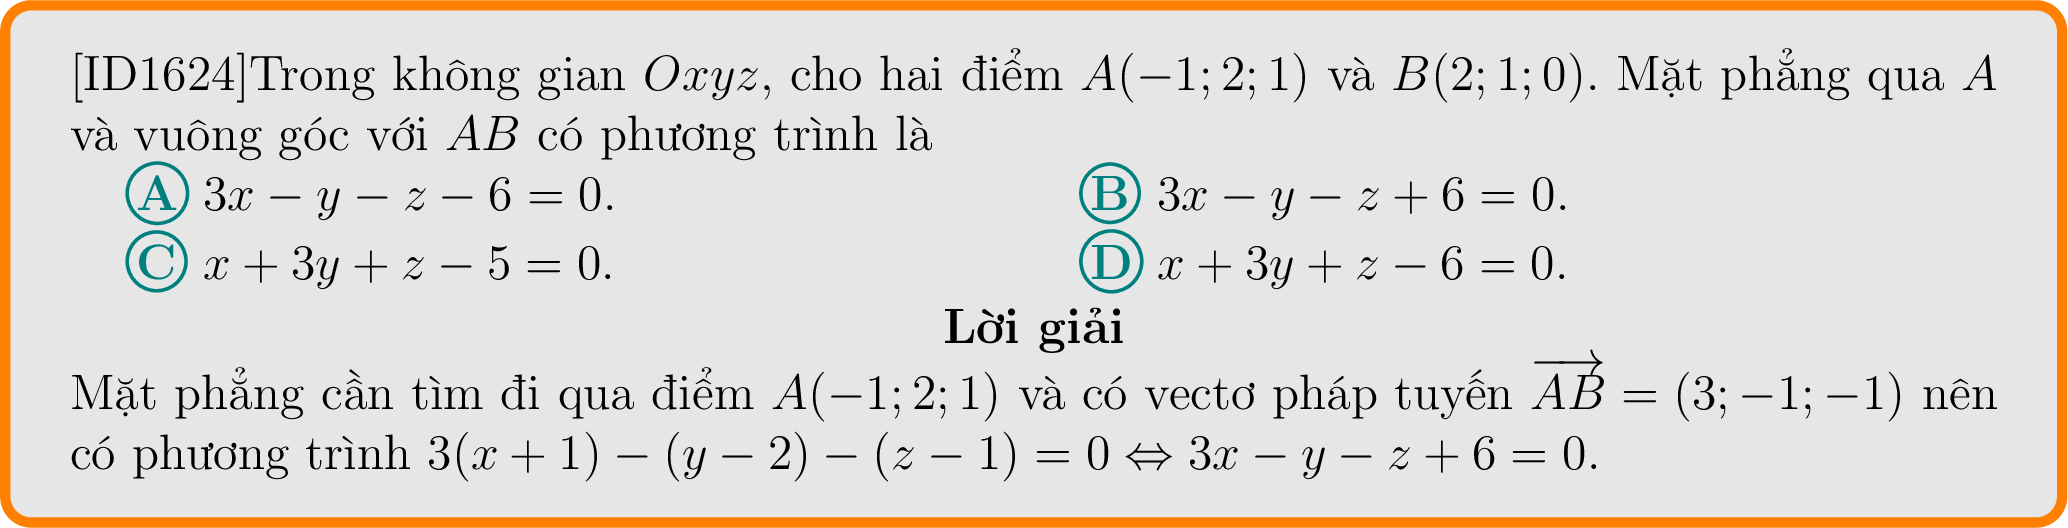 [ID1624]Trong không gian Oxyz, cho hai điểm A(−1; 2; 1) và B(2; 1; 0). Mặt phẳng qua A
và vuông góc với AB có phương trình là
A 3x − y − z − 6 = 0. B 3x − y − z + 6 = 0.
C x + 3y + z − 5 = 0. D x + 3y + z − 6 = 0.
Lời giải
Mặt phẳng cần tìm đi qua điểm A(−1; 2; 1) và có vectơ pháp tuyến $\overrightarrow{AB}$ = (3; −1; −1) nên
có phương trình 3(x + 1) − (y − 2) − (z − 1) = 0 ⇔ 3x − y − z + 6 = 0.